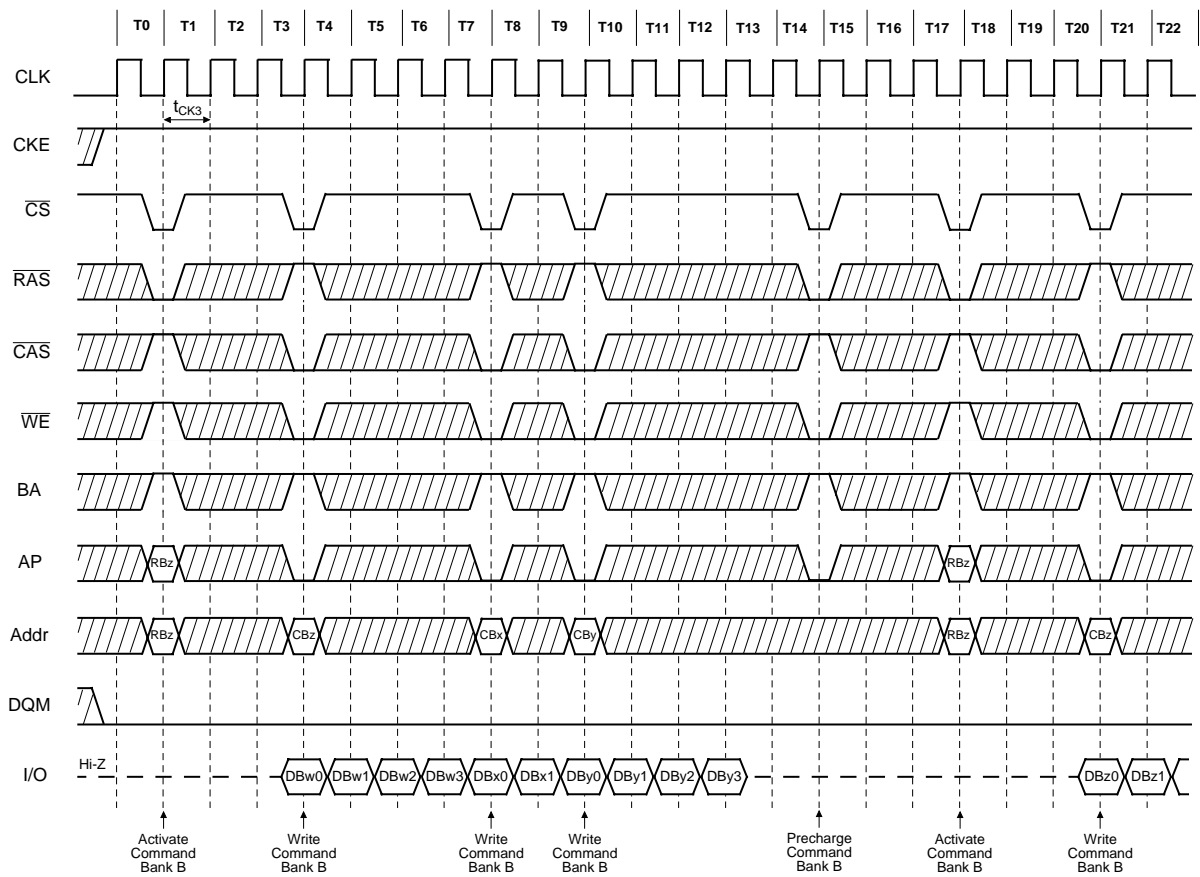 T0 T1 T2 T3 T4 T5 T6 T7 T8 T9 T10 T11 T12 T13 T14 T15 T16 T17 T18 T19 T20 T21 T22
CLK
tCK3
CKE
CS
RAS
CAS
WE
BA
AP RBz RBz
Addr RBz CBz CBx CBy RBz CBz
DQM
I/O Hi-Z DBw0 DBw1 DBw2 DBw3 DBx0 DBx1 DBy0 DBy1 DBy2 DBy3 DBz0 DBz1
Activate
Command
Bank B
Write
Command
Bank B
Write
Command
Bank B
Write
Command
Bank B
Precharge
Command
Bank B
Activate
Command
Bank B
Write
Command
Bank B